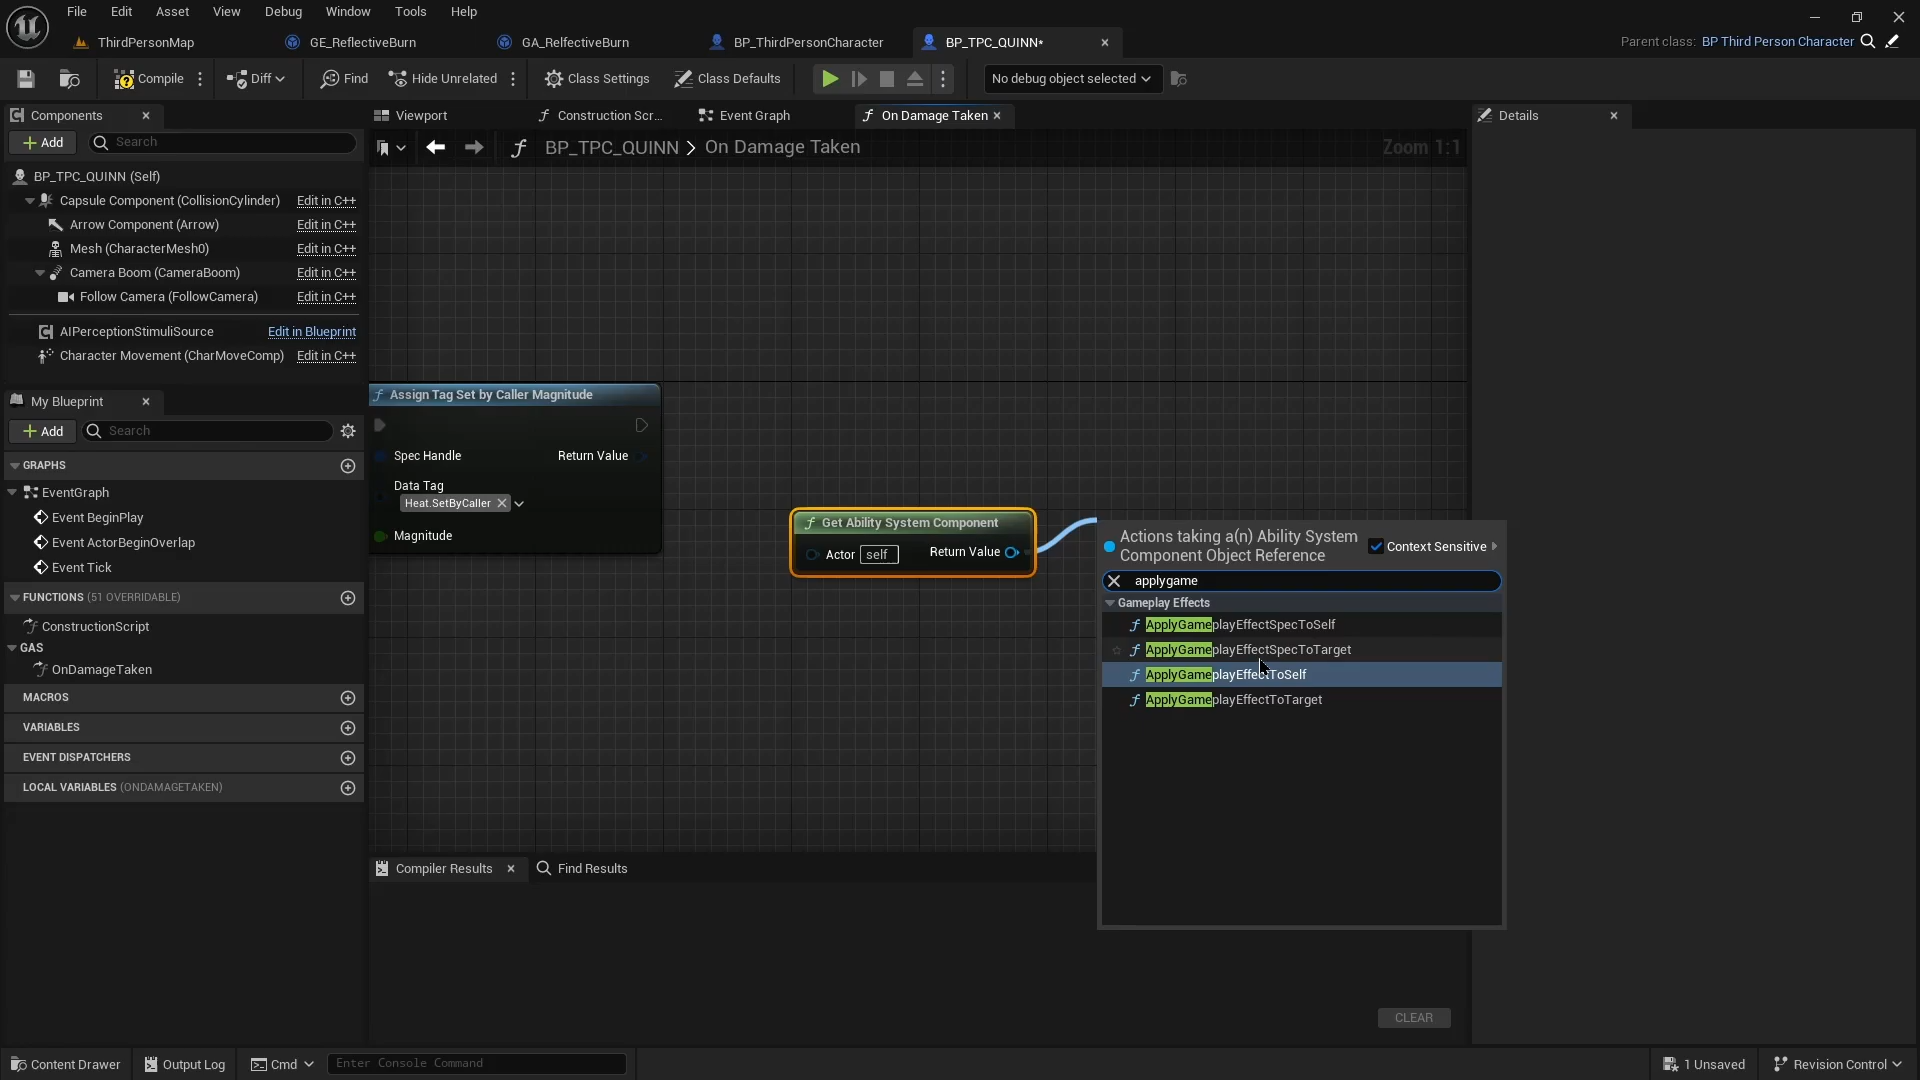 File Edit Asset View Debug Window Tools Help
ThirdPersonMap GE_ReflectiveBurn GA_RelfectiveBurn BP_ThirdPersonCharacter BP_TPC_QUINN* Parent class: BP Third Person Character
Compile Diff Find Hide Unrelated Class Settings Class Defaults No debug object selected
Components
Add Search
BP_TPC_QUINN (Self)
Capsule Component (CollisionCylinder) Edit in C++
Arrow Component (Arrow) Edit in C++
Mesh (CharacterMesh0) Edit in C++
Camera Boom (CameraBoom) Edit in C++
Follow Camera (FollowCamera) Edit in C++
AIPerceptionStimuliSource Edit in Blueprint
Character Movement (CharMoveComp) Edit in C++
My Blueprint
Add Search
GRAPHS
EventGraph
Event BeginPlay
Event ActorBeginOverlap
Event Tick
FUNCTIONS (51 OVERRIDABLE)
ConstructionScript
GAS
OnDamageTaken
MACROS
VARIABLES
EVENT DISPATCHERS
LOCAL VARIABLES (ONDAMAGETAKEN)
Viewport Construction Scr... Event Graph On Damage Taken
BP_TPC_QUINN > On Damage Taken Zoom 1:1
Assign Tag Set by Caller Magnitude
Spec Handle Return Value
Data Tag
Heat.SetByCaller
Magnitude
Get Ability System Component
Actor self Return Value
Actions taking a(n) Ability System
Component Object Reference Context Sensitive
applygame
Gameplay Effects
ApplyGameplayEffectSpecToSelf
ApplyGameplayEffectSpecToTarget
ApplyGameplayEffectToSelf
ApplyGameplayEffectToTarget
Compiler Results Find Results
CLEAR
Details
Content Drawer Output Log Cmd Enter Console Command 1 Unsaved Revision Control